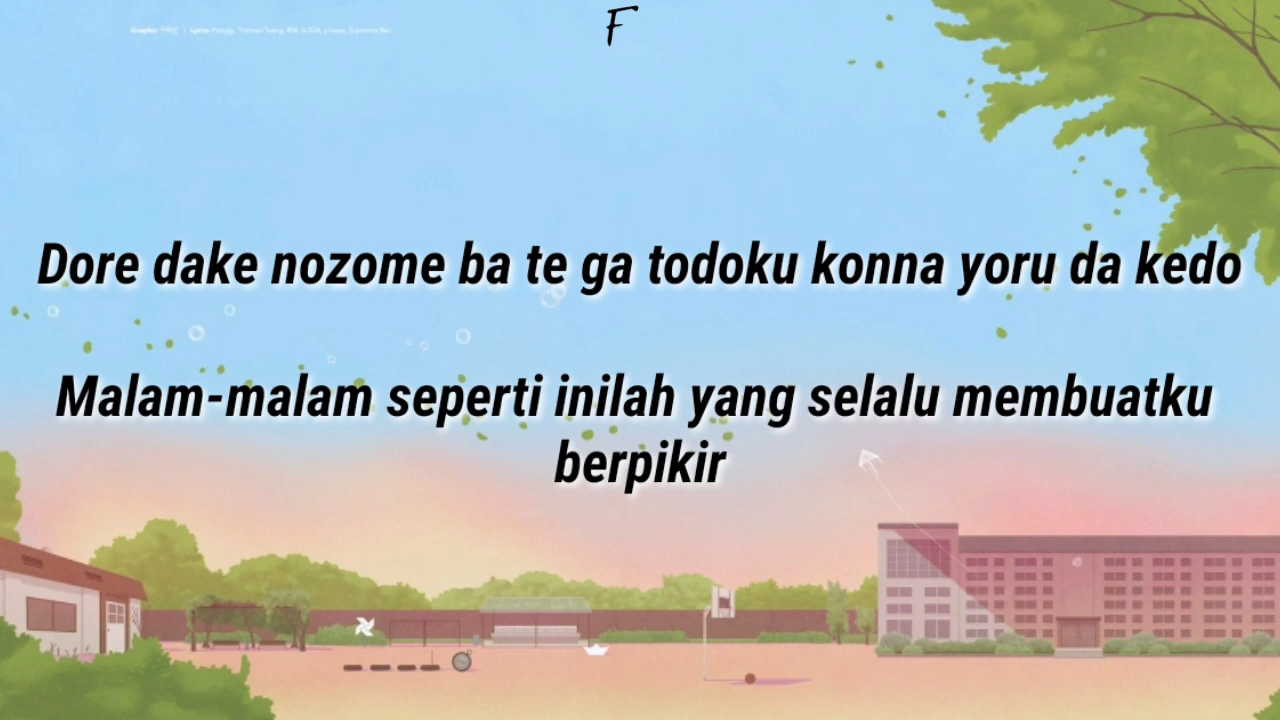 F
Dore dake nozome ba te ga todoku konna yoru da kedo
Malam-malam seperti inilah yang selalu membuatku
berpikir